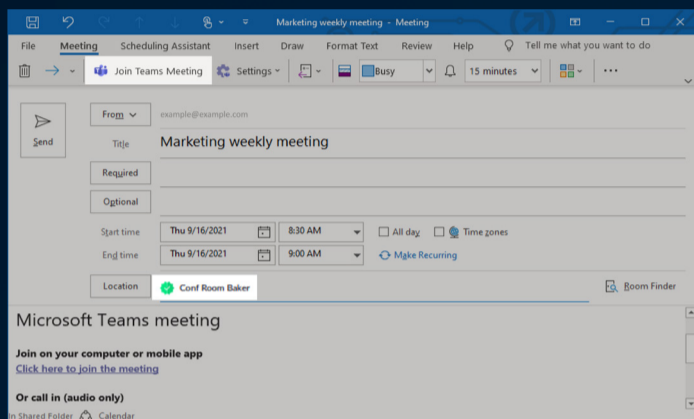 Marketing weekly meeting - Meeting
File Meeting Scheduling Assistant Insert Draw Format Text Review Help Tell me what you want to do
Join Teams Meeting Settings Busy 15 minutes
From example@example.com
Send
Title Marketing weekly meeting
Required
Optional
Start time Thu 9/16/2021 8:30 AM All day Time zones
End time Thu 9/16/2021 9:00 AM Make Recurring
Location Conf Room Baker Room Finder
Microsoft Teams meeting
Join on your computer or mobile app
Click here to join the meeting
Or call in (audio only)
In Shared Folder Calendar